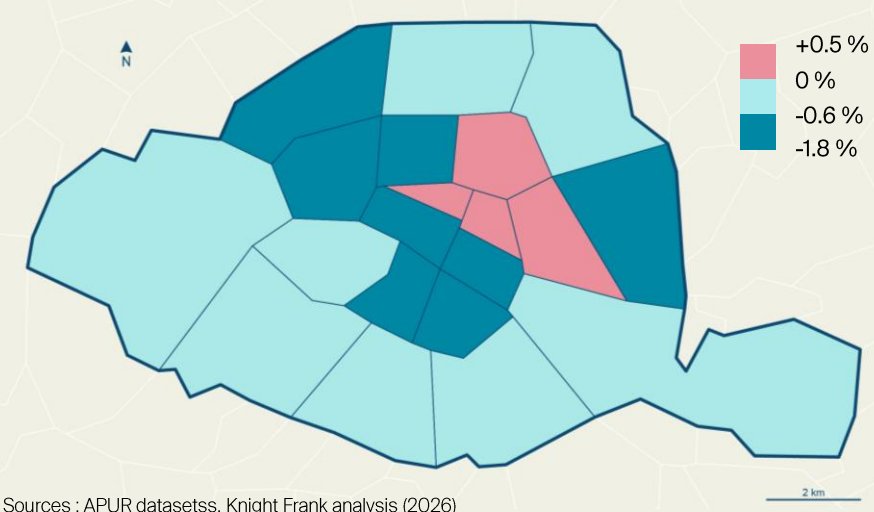 +0.5 %
N
0 %
-0.6 %
-1.8 %
2 km
Sources : APUR datasetss, Knight Frank analysis (2026)